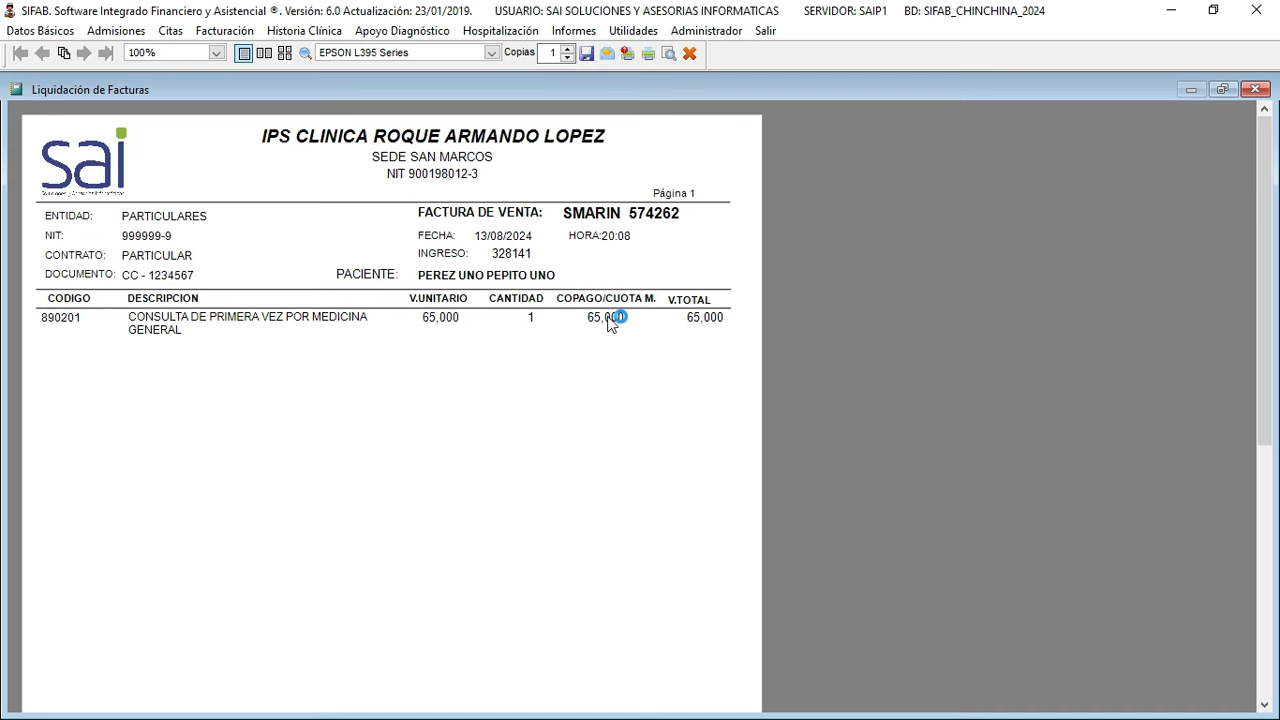 SIFAB. Software Integrado Financiero y Asistencial ®. Versión: 6.0 Actualización: 23/01/2019. USUARIO: SAI SOLUCIONES Y ASESORIAS INFORMATICAS SERVIDOR: SAIP1 BD: SIFAB_CHINCHINA_2024
Datos Básicos Admisiones Citas Facturación Historia Clínica Apoyo Diagnóstico Hospitalización Informes Utilidades Administrador Salir
100% EPSON L395 Series Copias 1
Liquidación de Facturas
sai
IPS CLINICA ROQUE ARMANDO LOPEZ
SEDE SAN MARCOS
NIT 900198012-3
Página 1
ENTIDAD: PARTICULARES FACTURA DE VENTA: SMARIN 574262
NIT: 999999-9 FECHA: 13/08/2024 HORA:20:08
CONTRATO: PARTICULAR INGRESO: 328141
DOCUMENTO: CC - 1234567 PACIENTE: PEREZ UNO PEPITO UNO
CODIGO DESCRIPCION V.UNITARIO CANTIDAD COPAGO/CUOTA M. V.TOTAL
890201 CONSULTA DE PRIMERA VEZ POR MEDICINA 65,000 1 65,000 65,000
GENERAL